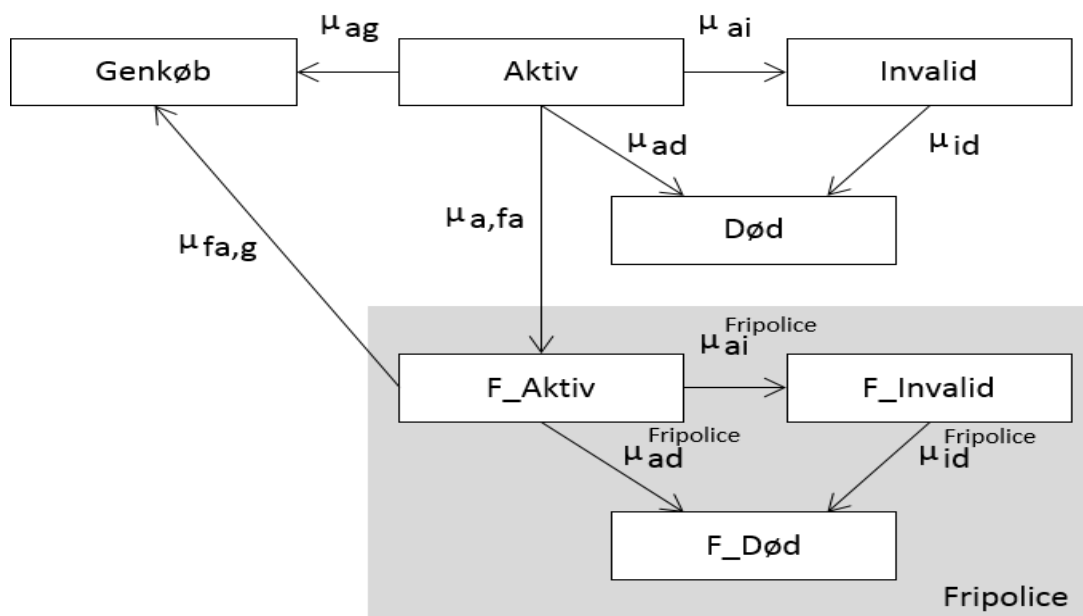 μ ag
μ ai
Genkøb
Aktiv
Invalid
μ ad
μ id
μ a,fa
Død
μ fa,g
μ ai Fripolice
F_Aktiv
F_Invalid
μ ad Fripolice
μ id Fripolice
F_Død
Fripolice